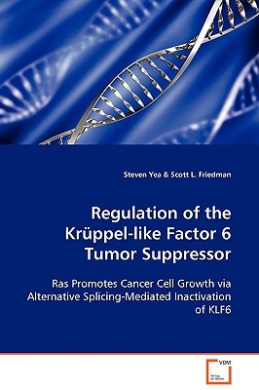 Steven Yea & Scott L. Friedman
Regulation of the
Krüppel-like Factor 6
Tumor Suppressor
Ras Promotes Cancer Cell Growth via
Alternative Splicing-Mediated Inactivation
of KLF6
VDM